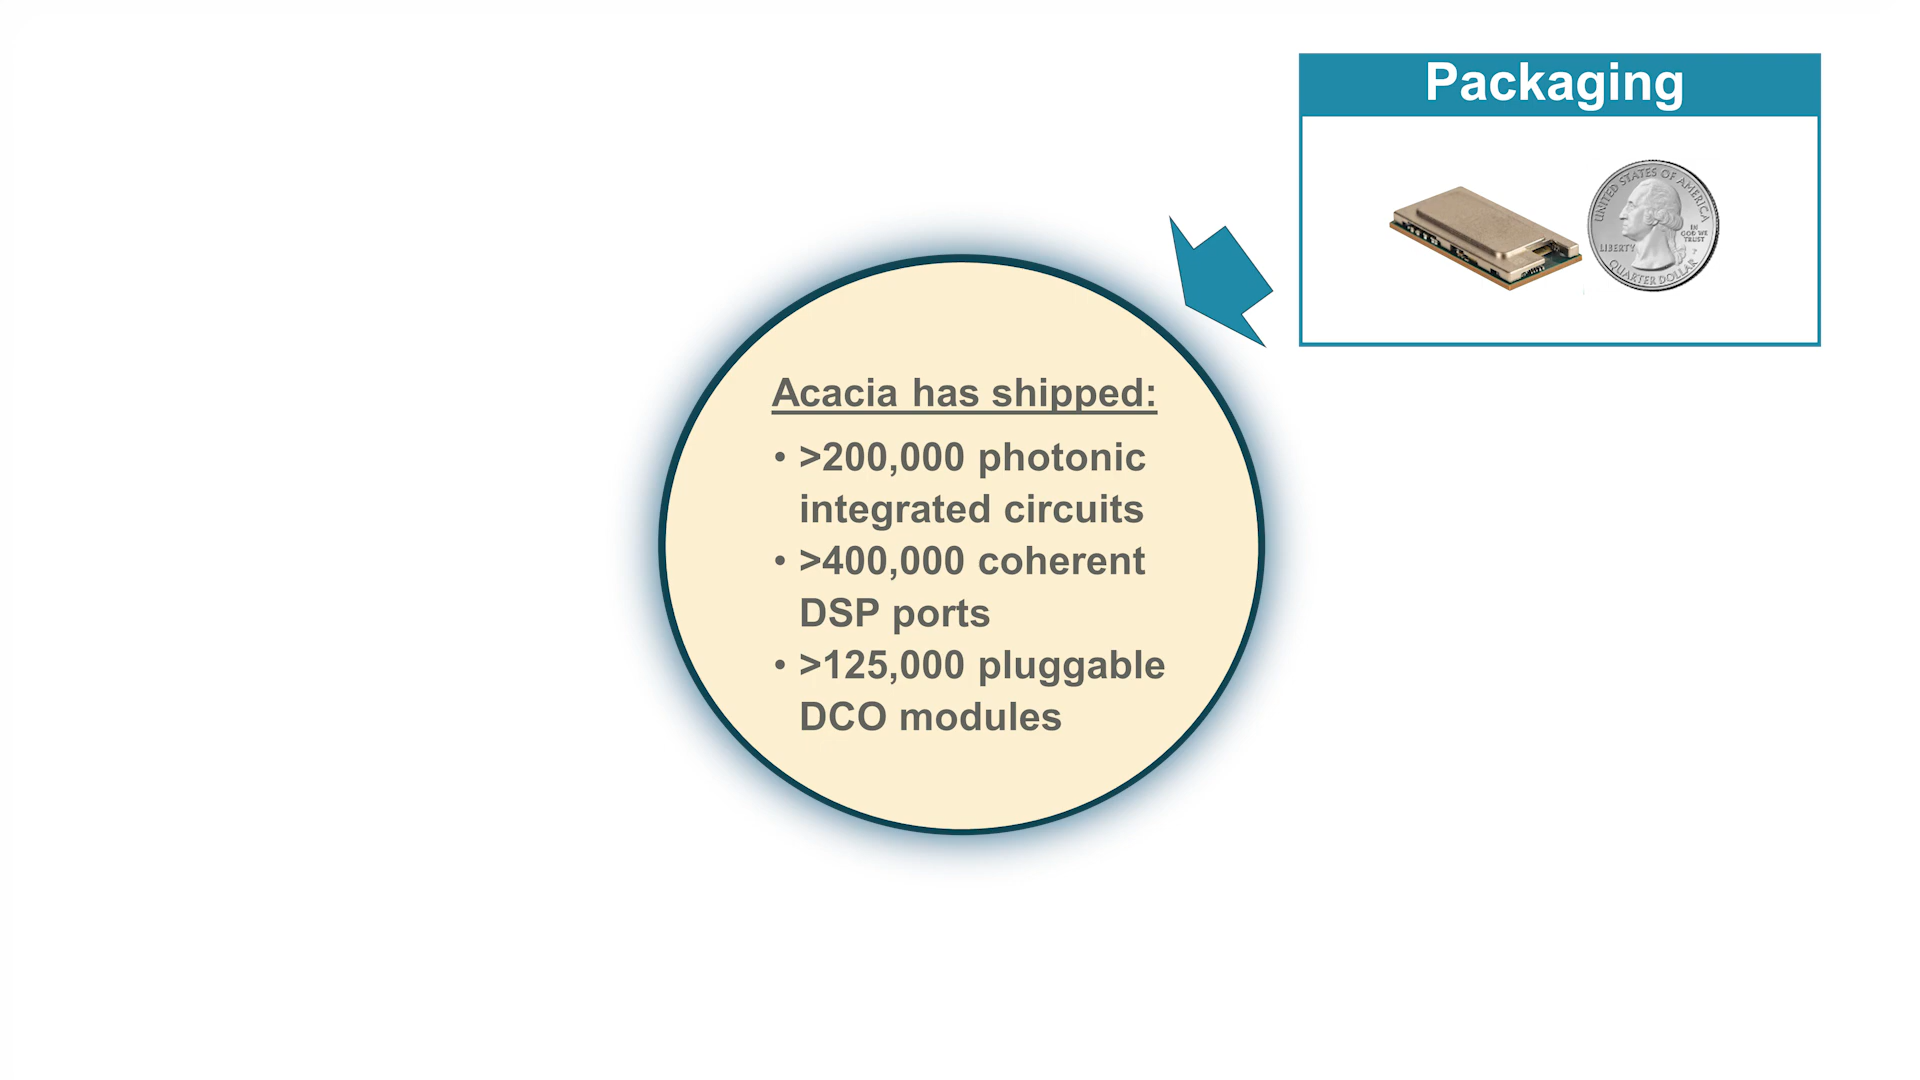 Packaging
UNITED STATES OF AMERICA
LIBERTY
IN
GOD WE
TRUST
QUARTER DOLLAR
Acacia has shipped:
• >200,000 photonic
integrated circuits
• >400,000 coherent
DSP ports
• >125,000 pluggable
DCO modules